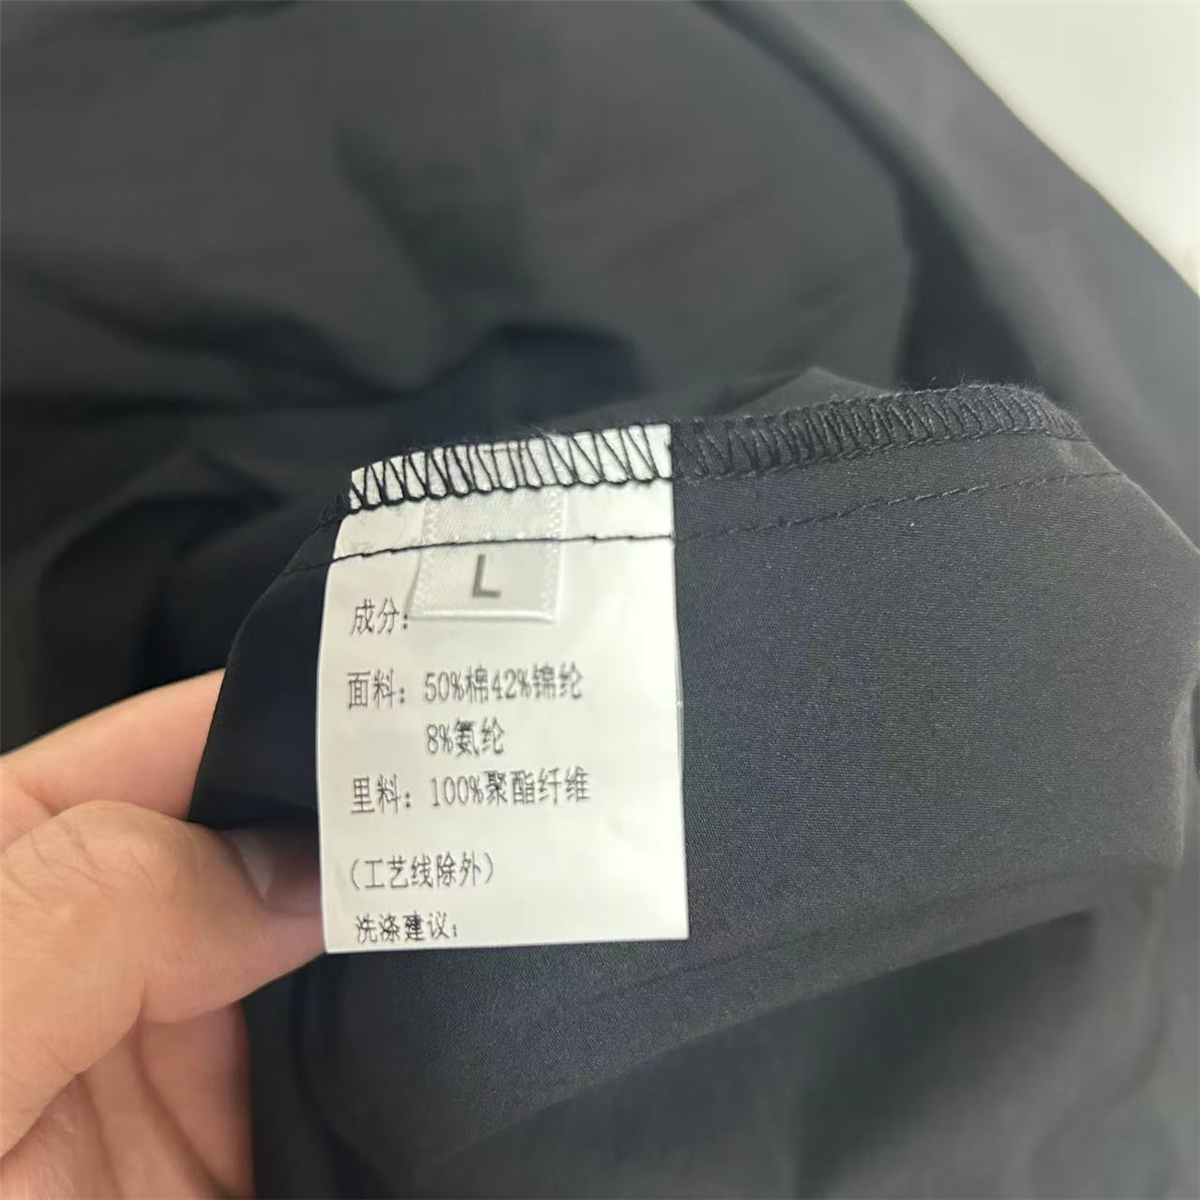 L
成分:
面料: 50%棉42%锦纶
8%氨纶
里料: 100%聚酯纤维
(工艺线除外)
洗涤建议: